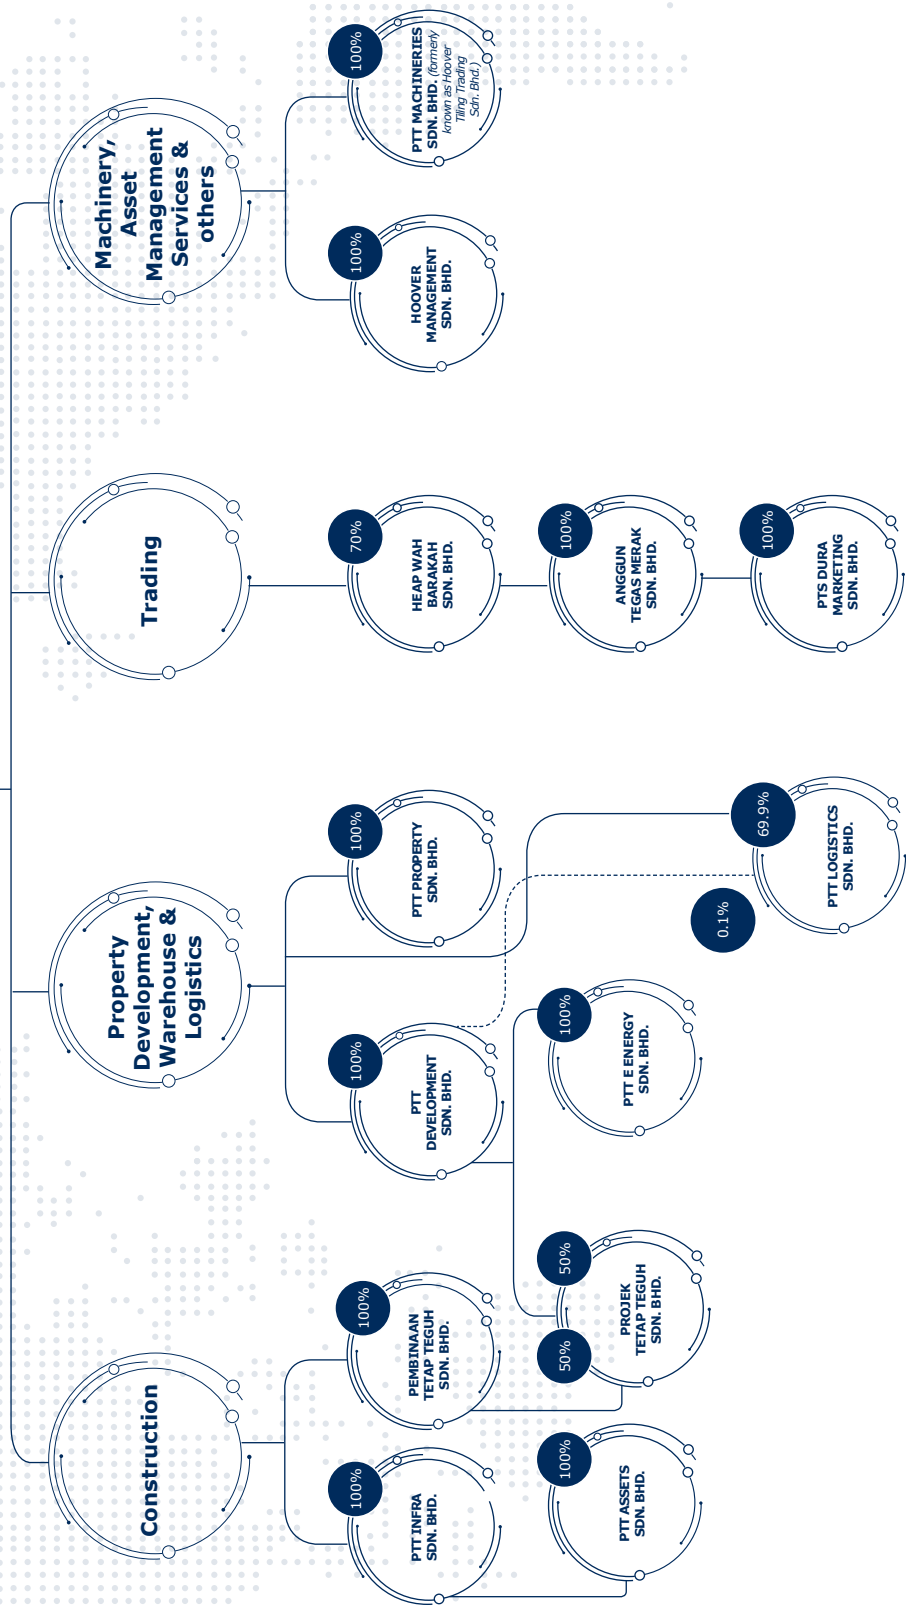 Construction
Property
Development,
Warehouse &
Logistics
Trading
Machinery,
Asset
Management
Services &
others
100%
PTT INFRA
SDN. BHD.
100%
PEMBINAAN
TETAP TEGUH
SDN. BHD.
100%
PTT
DEVELOPMENT
SDN. BHD.
100%
PTT PROPERTY
SDN. BHD.
70%
HEAP WAH
BARAKAH
SDN. BHD.
100%
HOOVER
MANAGEMENT
SDN. BHD.
100%
PTT MACHINERIES
SDN. BHD. (formerly
known as Hoover
Tiling Trading
Sdn. Bhd.)
100%
PTT ASSETS
SDN. BHD.
50%
50%
PROJEK
TETAP TEGUH
SDN. BHD.
100%
PTT E ENERGY
SDN. BHD.
100%
ANGGUN
TEGAS MERAK
SDN. BHD.
0.1%
69.9%
PTT LOGISTICS
SDN. BHD.
100%
PTS DURA
MARKETING
SDN. BHD.